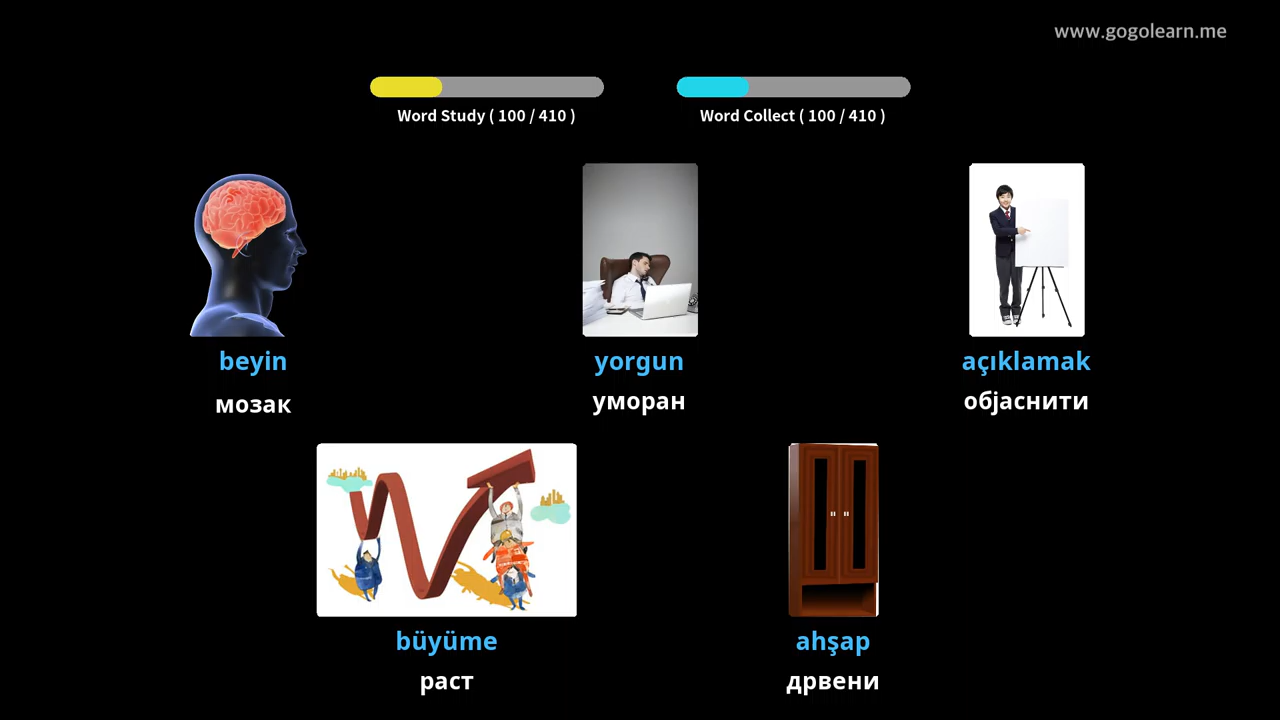 www.gogolearn.me
Word Study ( 100 / 410 )
Word Collect ( 100 / 410 )
beyin
мозак
yorgun
уморан
açıklamak
објаснити
büyüme
раст
ahşap
дрвени